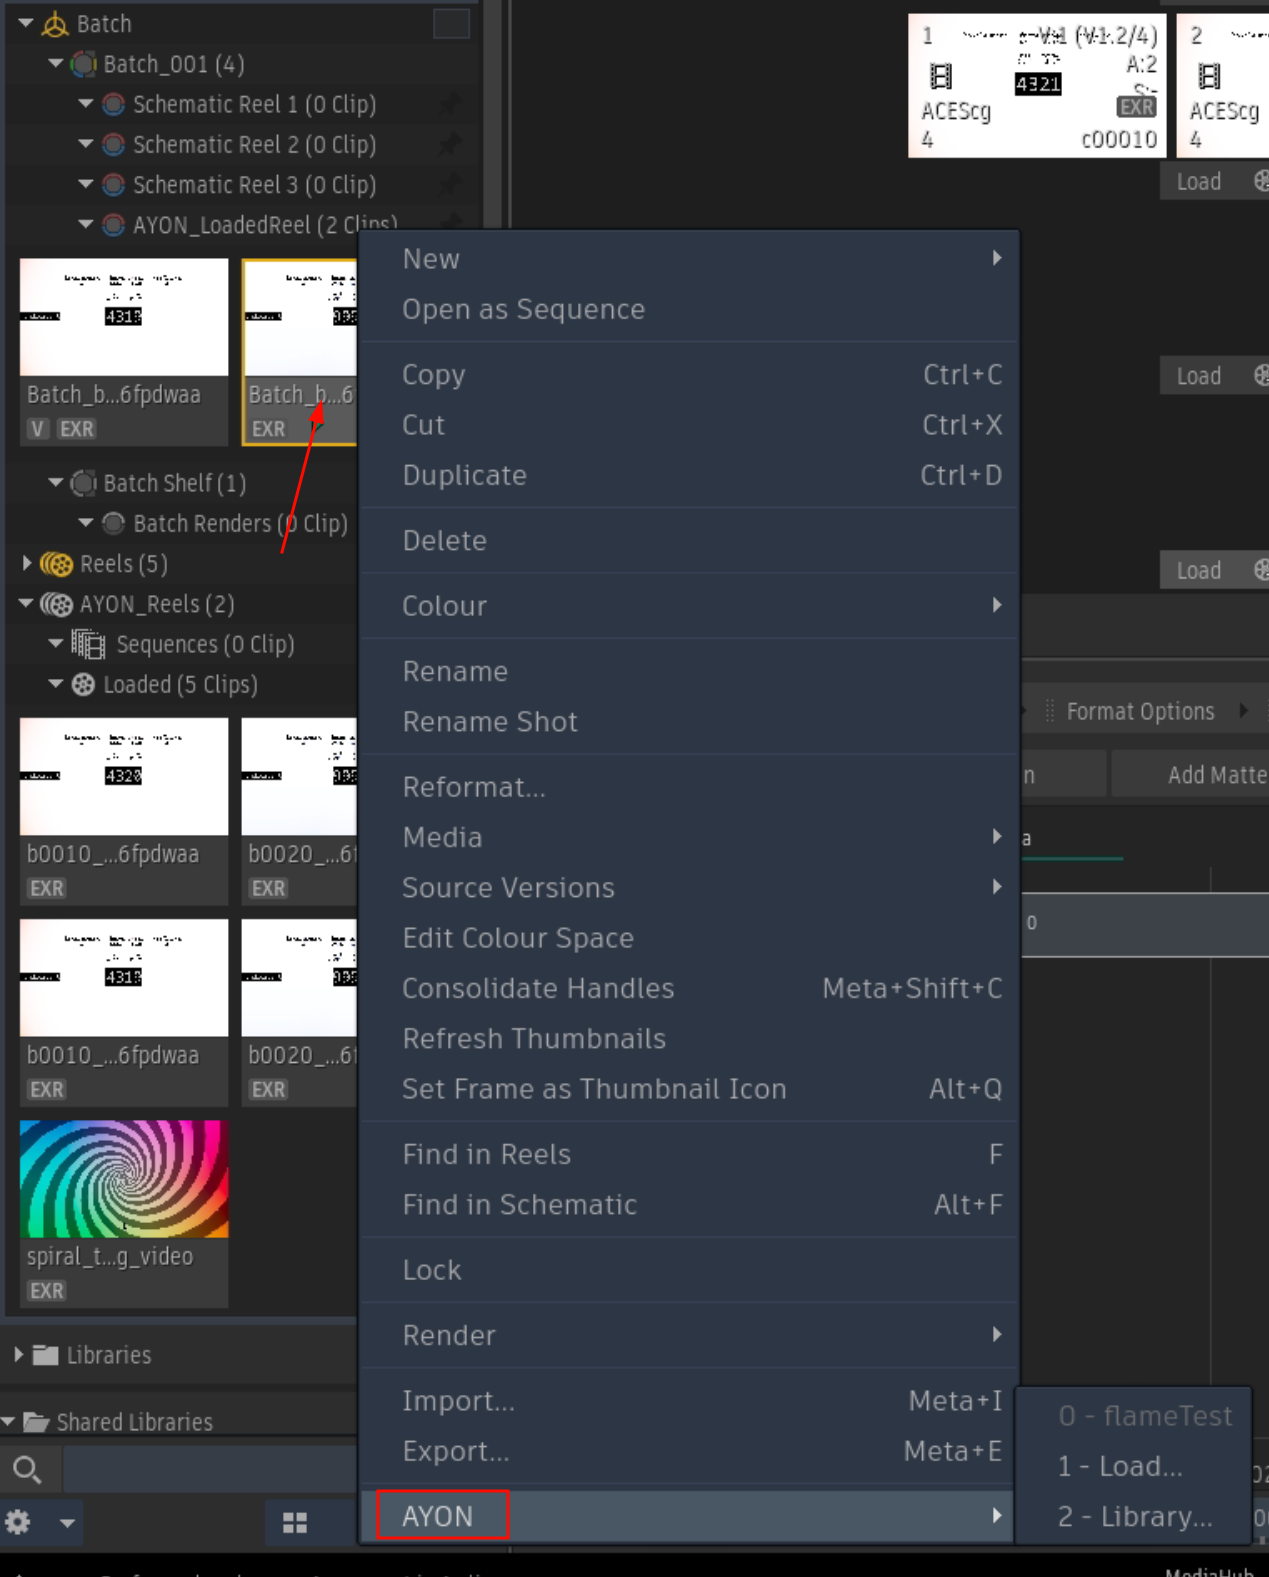 Batch
Batch_001 (4)
Schematic Reel 1 (0 Clip)
Schematic Reel 2 (0 Clip)
Schematic Reel 3 (0 Clip)
AYON_LoadedReel (2 Clips)
Batch_b...6fpdwaa
V EXR
Batch_b...6
EXR
Batch Shelf (1)
Batch Renders (0 Clip)
Reels (5)
AYON_Reels (2)
Sequences (0 Clip)
Loaded (5 Clips)
4320
b0010_...6fpdwaa
EXR
b0020_...6f
EXR
b0010_...6fpdwaa
EXR
b0020_...6f
EXR
spiral_t...g_video
EXR
Libraries
Shared Libraries
New
Open as Sequence
Copy Ctrl+C
Cut Ctrl+X
Duplicate Ctrl+D
Delete
Colour
Rename
Rename Shot
Reformat...
Media
Source Versions
Edit Colour Space
Consolidate Handles Meta+Shift+C
Refresh Thumbnails
Set Frame as Thumbnail Icon Alt+Q
Find in Reels F
Find in Schematic Alt+F
Lock
Render
Import... Meta+I
Export... Meta+E
AYON
0 - flameTest
1 - Load...
2 - Library...
1 V:1 (V1.2/4)
A:2
S:-
4321
EXR
ACEScg
4 c00010
2
ACEScg
4
Load
Load
Load
Format Options
n
Add Matte
a
0
MediaHub